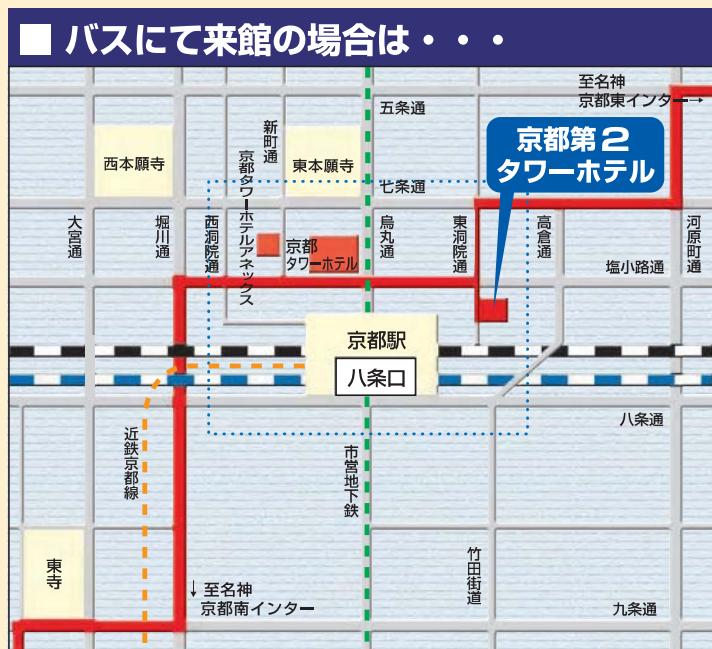 ■ バスにて来館の場合は・・・
至名神
京都東インター→
五条通
京都第2
タワーホテル
新町通
西本願寺
東本願寺
京都タワーホテルアネックス
七条通
大宮通
堀川通
西洞院通
京都
タワーホテル
烏丸通
東洞院通
高倉通
河原町通
塩小路通
京都駅
八条口
八条通
近鉄京都線
市営地下鉄
東寺
竹田街道
↓至名神
京都南インター
九条通